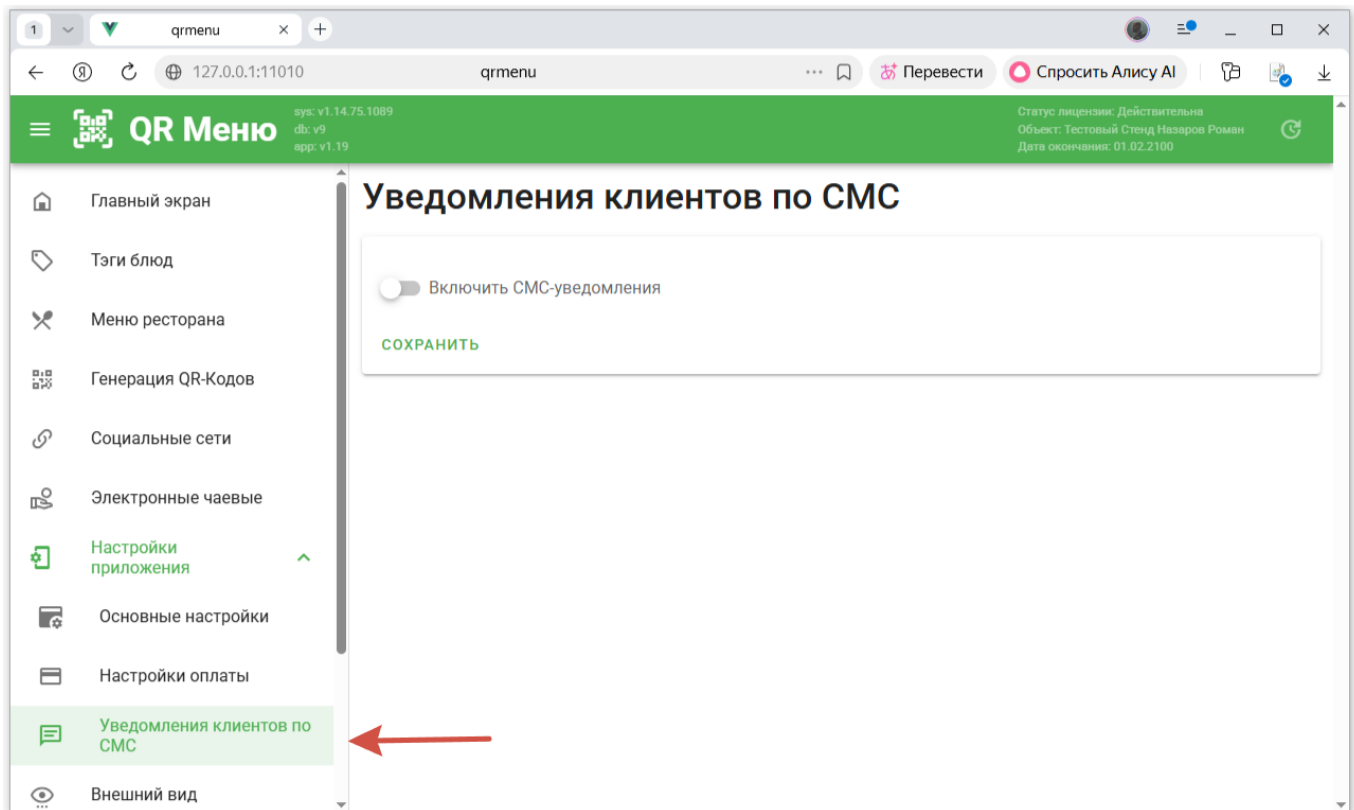 1
qrmenu
127.0.0.1:11010
qrmenu
Перевести
Спросить Алису AI
QR Меню
sys: v1.14.75.1089
db: v9
app: v1.19
Статус лицензии: Действительна
Объект: Тестовый Стенд Назаров Роман
Дата окончания: 01.02.2100
Главный экран
Тэги блюд
Меню ресторана
Генерация QR-Кодов
Социальные сети
Электронные чаевые
Настройки
приложения
Основные настройки
Настройки оплаты
Уведомления клиентов по
СМС
Внешний вид
Уведомления клиентов по СМС
Включить СМС-уведомления
СОХРАНИТЬ